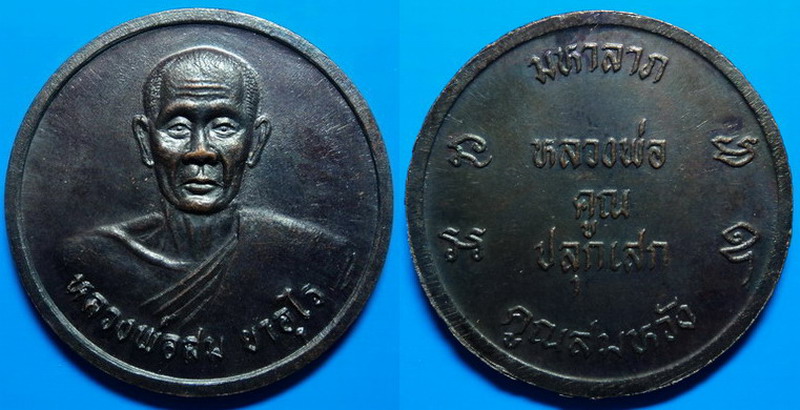 หลวงพ่อสม ยาธุโร
มหาลาภ
หลวงพ่อ
คูณ
ปลุกเสก
คูณสมหวัง